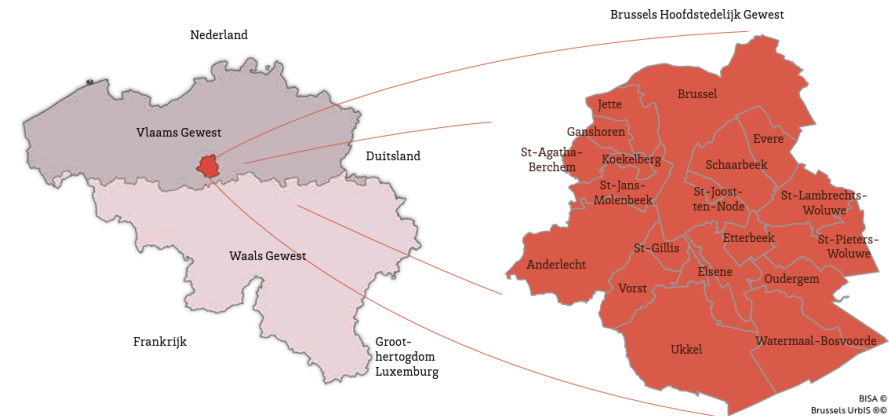 Brussels Hoofdstedelijk Gewest
Nederland
Vlaams Gewest
Duitsland
Waals Gewest
Frankrijk
Groot-
hertogdom
Luxemburg
Brussel
Jette
Ganshoren
Evere
St-Agatha-
Berchem
Koekelberg
Schaarbeek
St-Jans-
Molenbeek
St-Joost-
ten-Node
St-Lambrechts-
Woluwe
St-Gillis
Etterbeek
St-Pieters-
Woluwe
Anderlecht
Elsene
Oudergem
Vorst
Ukkel
Watermaal-Bosvoorde
BISA ©
Brussels UrbIS ®©